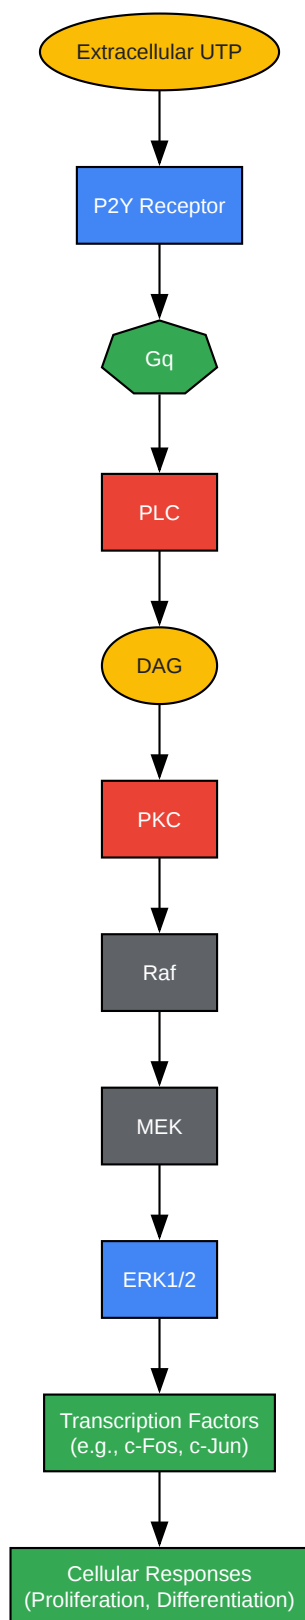 Extracellular UTP
P2Y Receptor
Gq
PLC
DAG
PKC
Raf
MEK
ERK1/2
Transcription Factors
(e.g., c-Fos, c-Jun)
Cellular Responses
(Proliferation, Differentiation)